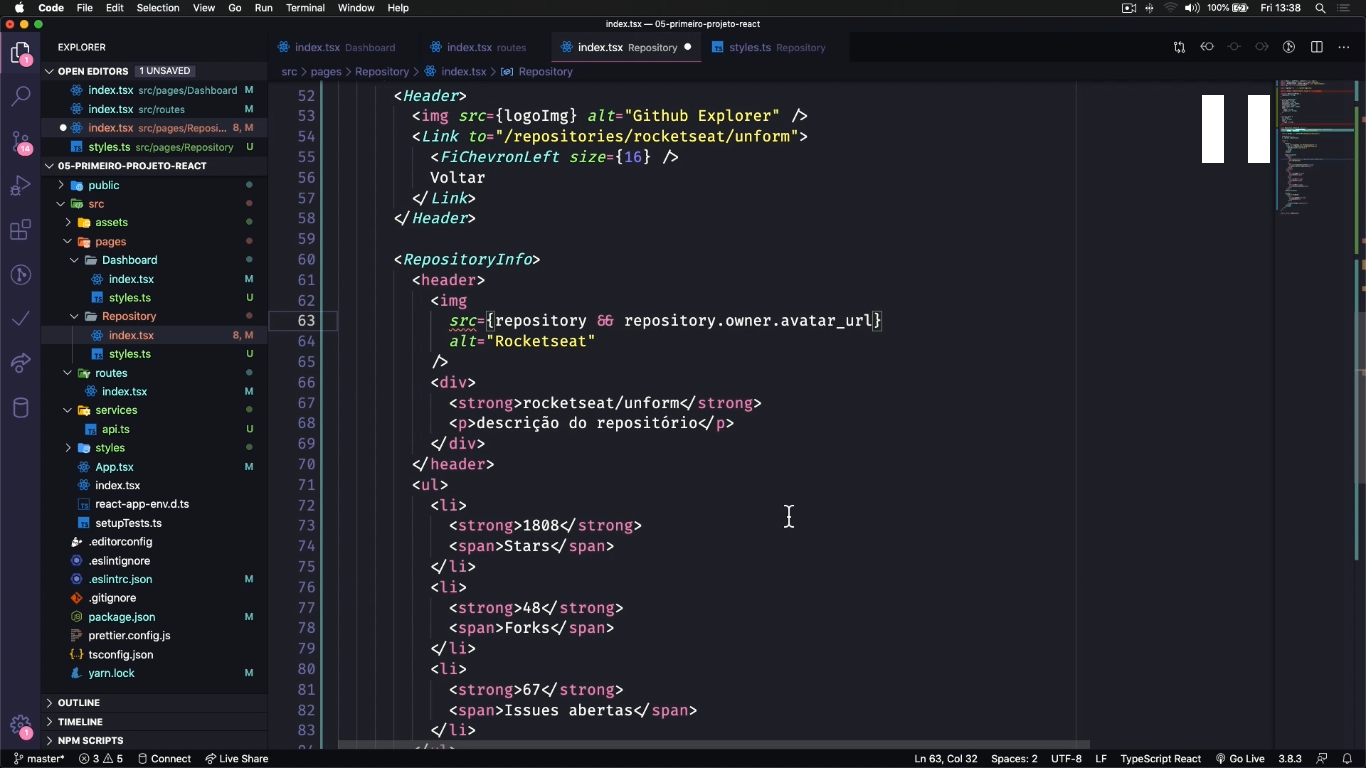 Code File Edit Selection View Go Run Terminal Window Help 100% Fri 13:38
index.tsx — 05-primeiro-projeto-react
EXPLORER
index.tsx Dashboard index.tsx routes index.tsx Repository styles.ts Repository
OPEN EDITORS 1 UNSAVED
src > pages > Repository > index.tsx > Repository
index.tsx src/pages/Dashboard M
index.tsx src/routes M
index.tsx src/pages/Reposi... 8, M
styles.ts src/pages/Repository U
05-PRIMEIRO-PROJETO-REACT
public
src
assets
pages
Dashboard
index.tsx M
styles.ts U
Repository
index.tsx 8, M
styles.ts U
routes
index.tsx M
services
api.ts U
styles
App.tsx M
index.tsx
react-app-env.d.ts
setupTests.ts
.editorconfig
.eslintignore
.eslintrc.json M
.gitignore
package.json M
prettier.config.js
tsconfig.json
yarn.lock M
OUTLINE
TIMELINE
NPM SCRIPTS
1
14
1
52 <Header>
53 <img src={logoImg} alt="Github Explorer" />
54 <Link to="/repositories/rocketseat/unform">
55 <FiChevronLeft size={16} />
56 Voltar
57 </Link>
58 </Header>
59
60 <RepositoryInfo>
61 <header>
62 <img
63 src={repository && repository.owner.avatar_url}
64 alt="Rocketseat"
65 />
66 <div>
67 <strong>rocketseat/unform</strong>
68 <p>descrição do repositório</p>
69 </div>
70 </header>
71 <ul>
72 <li>
73 <strong>1808</strong>
74 <span>Stars</span>
75 </li>
76 <li>
77 <strong>48</strong>
78 <span>Forks</span>
79 </li>
80 <li>
81 <strong>67</strong>
82 <span>Issues abertas</span>
83 </li>
master* 3 5 Connect Live Share Ln 63, Col 32 Spaces: 2 UTF-8 LF TypeScript React Go Live 3.8.3